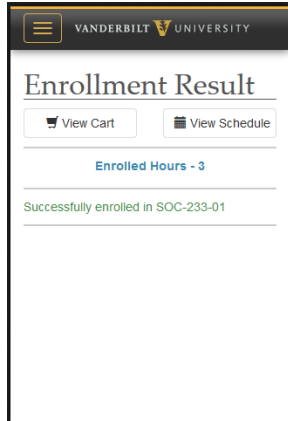 VANDERBILT V UNIVERSITY
Enrollment Result
View Cart
View Schedule
Enrolled Hours - 3
Successfully enrolled in SOC-233-01